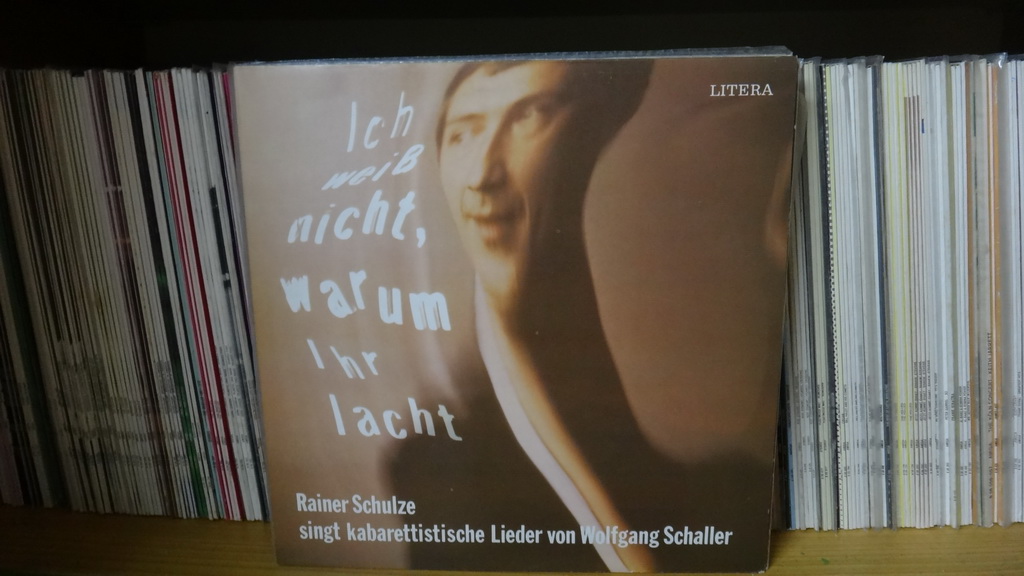 LITERA
Ich
weiß
nicht,
warum
Ihr
lacht
Rainer Schulze
singt kabarettistische Lieder von Wolfgang Schaller